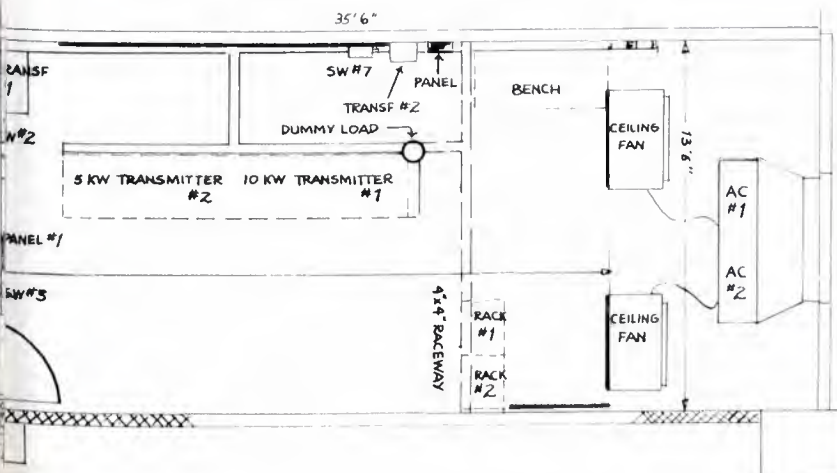 35'6"
RANSF
1
SW #7
PANEL
TRANSF #2
DUMMY LOAD
BENCH
CEILING
FAN
13'6"
W #2
5 KW TRANSMITTER
#2
10 KW TRANSMITTER
#1
AC
#1
AC
#2
PANEL #1
SW #3
4"x4" RACEWAY
RACK
#1
RACK
#2
CEILING
FAN